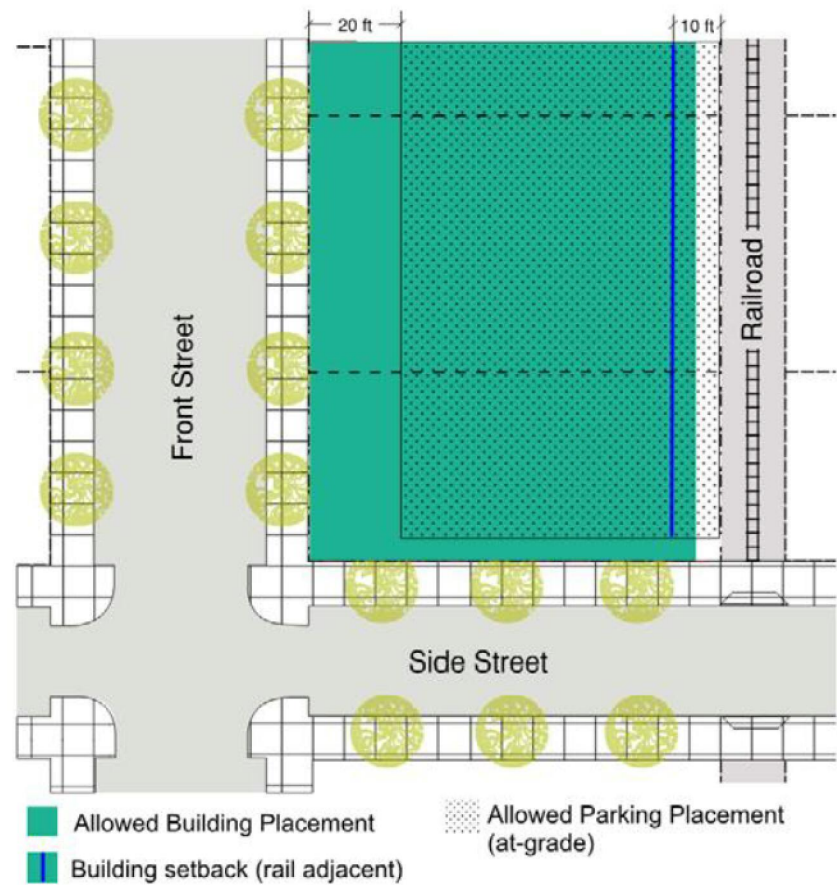 20 ft
10 ft
Front Street
Railroad
Side Street
Allowed Building Placement
Building setback (rail adjacent)
Allowed Parking Placement
(at-grade)